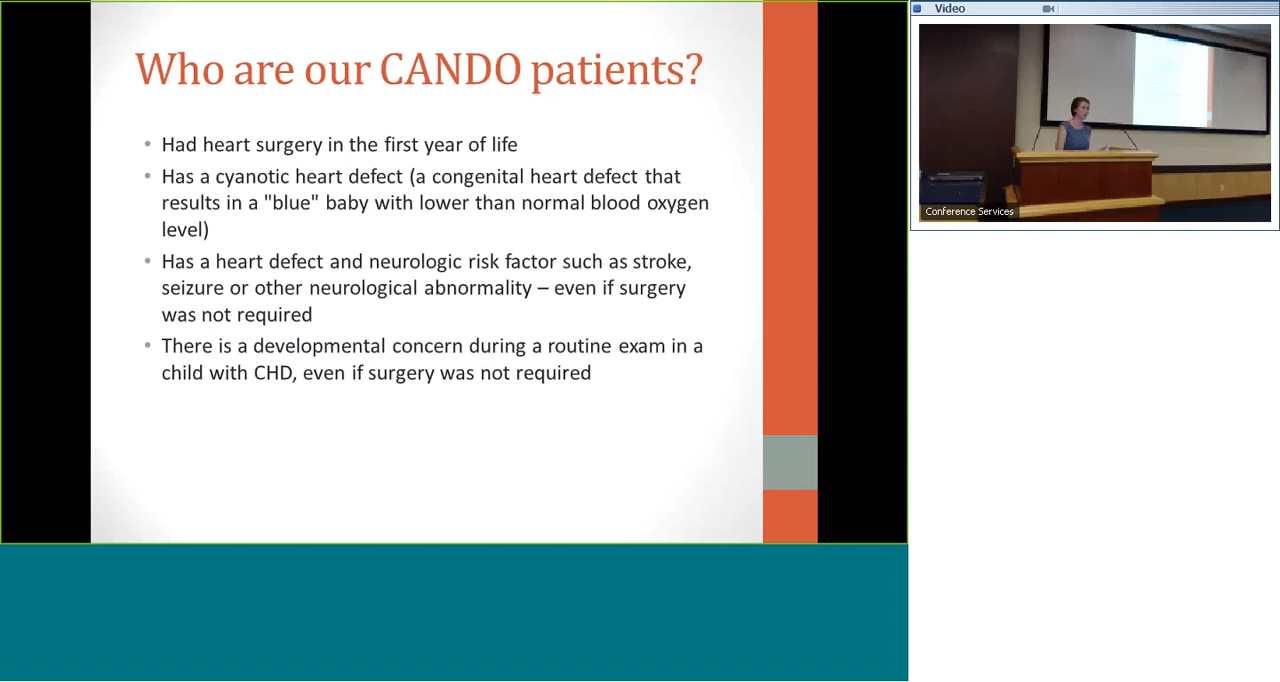 Who are our CANDO patients?
• Had heart surgery in the first year of life
• Has a cyanotic heart defect (a congenital heart defect that
results in a "blue" baby with lower than normal blood oxygen
level)
• Has a heart defect and neurologic risk factor such as stroke,
seizure or other neurological abnormality – even if surgery
was not required
• There is a developmental concern during a routine exam in a
child with CHD, even if surgery was not required
Video
Conference Services